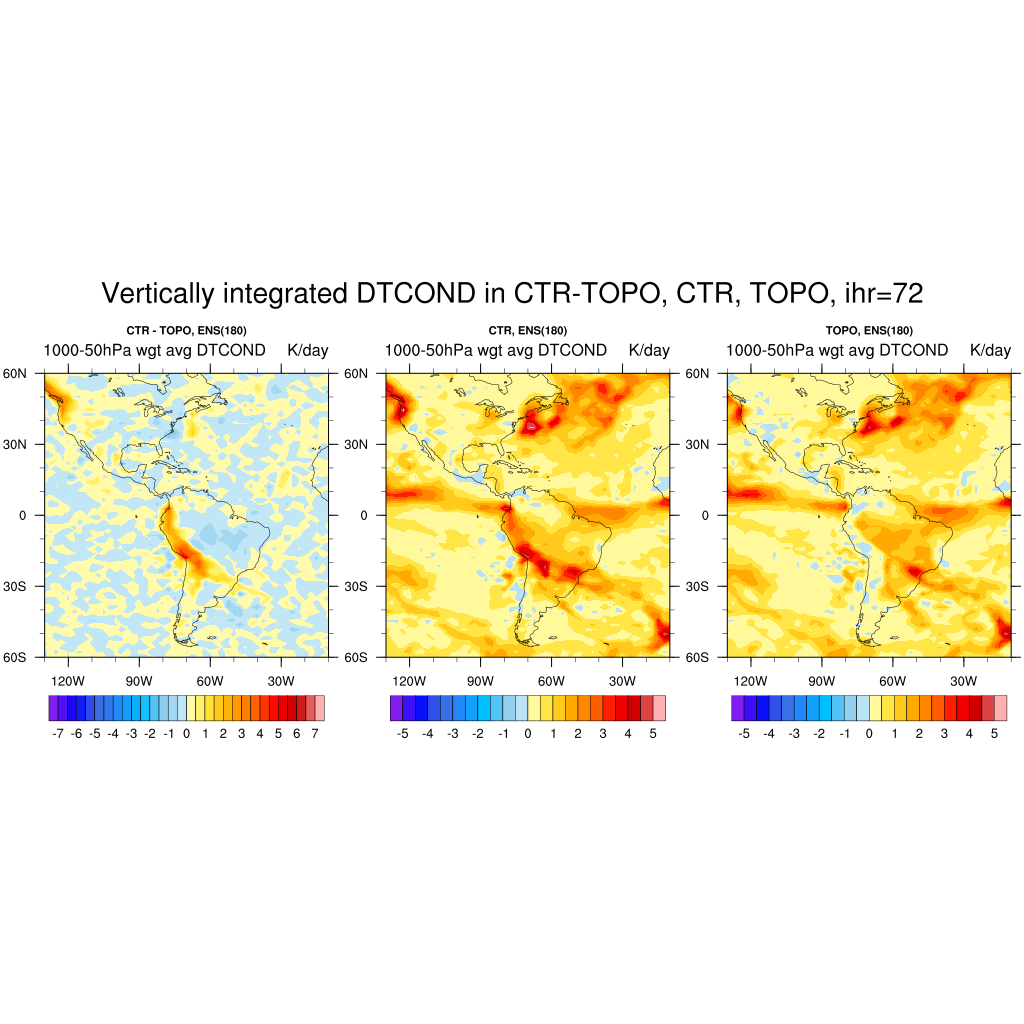 Vertically integrated DTCOND in CTR-TOPO, CTR, TOPO, ihr=72
CTR - TOPO, ENS(180)
1000-50hPa wgt avg DTCOND K/day
60N
30N
0
30S
60S
120W 90W 60W 30W
-7 -6 -5 -4 -3 -2 -1 0 1 2 3 4 5 6 7
CTR, ENS(180)
1000-50hPa wgt avg DTCOND K/day
60N
30N
0
30S
60S
120W 90W 60W 30W
-5 -4 -3 -2 -1 0 1 2 3 4 5
TOPO, ENS(180)
1000-50hPa wgt avg DTCOND K/day
60N
30N
0
30S
60S
120W 90W 60W 30W
-5 -4 -3 -2 -1 0 1 2 3 4 5